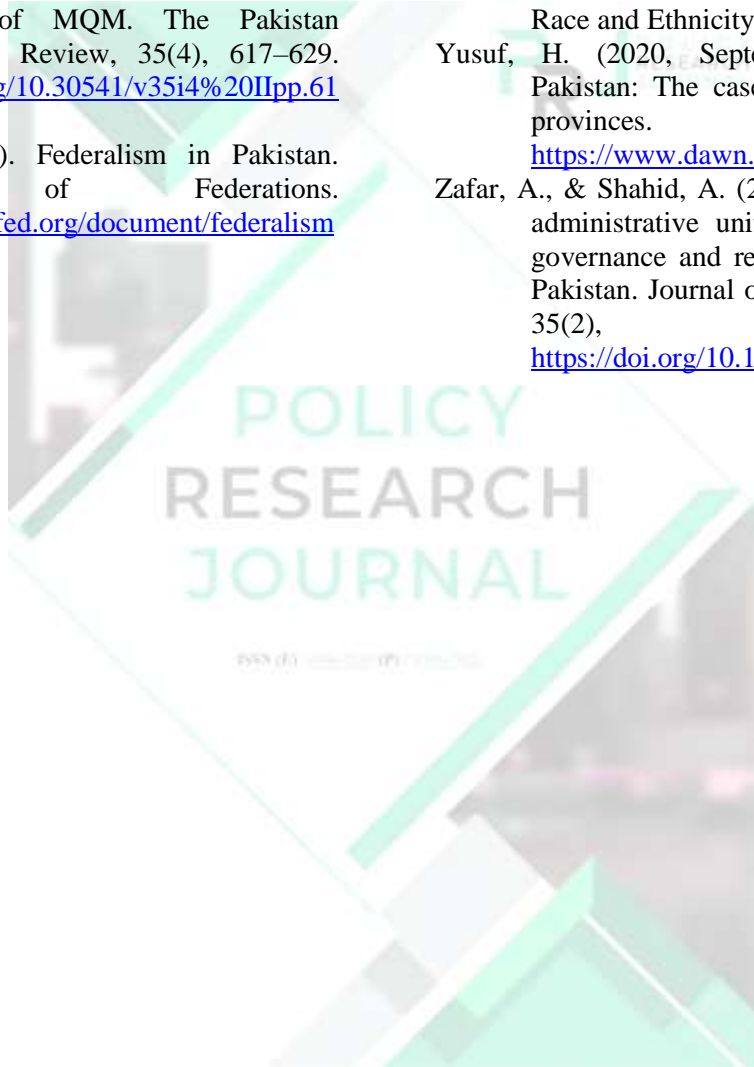 of MQM. The Pakistan
Review, 35(4), 617–629.
g/10.30541/v35i4%20IIpp.61
). Federalism in Pakistan.
of Federations.
fed.org/document/federalism
Race and Ethnicity
Yusuf, H. (2020, Septe
Pakistan: The case
provinces.
https://www.dawn.
Zafar, A., & Shahid, A. (2
administrative uni
governance and re
Pakistan. Journal o
35(2),
https://doi.org/10.1
POLICY
RESEARCH
JOURNAL